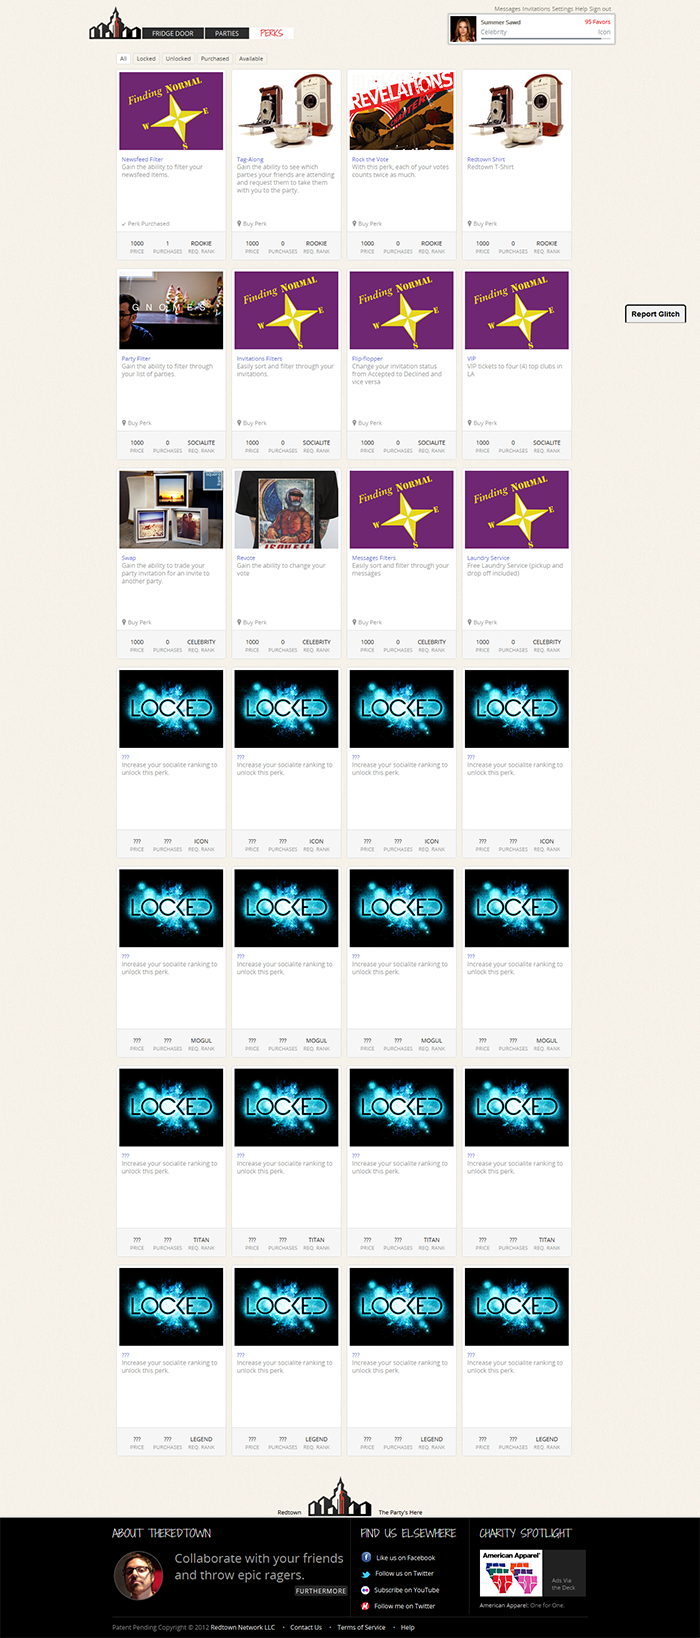 Messages Invitations Settings Help Sign out
FRIDGE DOOR PARTIES PERKS
Summer Sawd 95 Favors
Celebrity Icon
All Locked Unlocked Purchased Available
Finding NORMAL
W E S
REVELATIONS
CHAPTER
Newsfeed Filter
Gain the ability to filter your
newsfeed items.
✓ Perk Purchased
1000 1 ROOKIE
PRICE PURCHASES REQ. RANK
Tag-Along
Gain the ability to see which
parties your friends are attending
and request them to take them
with you to the party.
Buy Perk
1000 0 ROOKIE
PRICE PURCHASES REQ. RANK
Rock the Vote
With this perk, each of your votes
counts twice as much.
Buy Perk
1000 0 ROOKIE
PRICE PURCHASES REQ. RANK
Redtown Shirt
Redtown T-Shirt
Buy Perk
1000 0 ROOKIE
PRICE PURCHASES REQ. RANK
Report Glitch
GNOMES
Party Filter
Gain the ability to filter through
your list of parties.
Buy Perk
1000 0 SOCIALITE
PRICE PURCHASES REQ. RANK
Finding NORMAL
W E S
Invitations Filters
Easily sort and filter through your
invitations.
Buy Perk
1000 0 SOCIALITE
PRICE PURCHASES REQ. RANK
Finding NORMAL
W E S
Flip-flopper
Change your invitation status
from Accepted to Declined and
vice versa
Buy Perk
1000 0 SOCIALITE
PRICE PURCHASES REQ. RANK
Finding NORMAL
W E S
VIP
VIP tickets to four (4) top clubs in
LA
Buy Perk
1000 0 SOCIALITE
PRICE PURCHASES REQ. RANK
Swap
Gain the ability to trade your
party invitation for an invite to
another party.
Buy Perk
1000 0 CELEBRITY
PRICE PURCHASES REQ. RANK
Revote
Gain the ability to change your
vote
Buy Perk
1000 0 CELEBRITY
PRICE PURCHASES REQ. RANK
Finding NORMAL
W E S
Messages Filters
Easily sort and filter through your
messages
Buy Perk
1000 0 CELEBRITY
PRICE PURCHASES REQ. RANK
Finding NORMAL
W E S
Laundry Service
Free Laundry Service (pickup and
drop off included)
Buy Perk
1000 0 CELEBRITY
PRICE PURCHASES REQ. RANK
LOCKED LOCKED LOCKED LOCKED
??? ??? ??? ???
Increase your socialite ranking to Increase your socialite ranking to Increase your socialite ranking to Increase your socialite ranking to
unlock this perk. unlock this perk. unlock this perk. unlock this perk.
??? ??? ICON ??? ??? ICON ??? ??? ICON ??? ??? ICON
PRICE PURCHASES REQ. RANK PRICE PURCHASES REQ. RANK PRICE PURCHASES REQ. RANK PRICE PURCHASES REQ. RANK
LOCKED LOCKED LOCKED LOCKED
??? ??? ??? ???
Increase your socialite ranking to Increase your socialite ranking to Increase your socialite ranking to Increase your socialite ranking to
unlock this perk. unlock this perk. unlock this perk. unlock this perk.
??? ??? MOGUL ??? ??? MOGUL ??? ??? MOGUL ??? ??? MOGUL
PRICE PURCHASES REQ. RANK PRICE PURCHASES REQ. RANK PRICE PURCHASES REQ. RANK PRICE PURCHASES REQ. RANK
LOCKED LOCKED LOCKED LOCKED
??? ??? ??? ???
Increase your socialite ranking to Increase your socialite ranking to Increase your socialite ranking to Increase your socialite ranking to
unlock this perk. unlock this perk. unlock this perk. unlock this perk.
??? ??? TITAN ??? ??? TITAN ??? ??? TITAN ??? ??? TITAN
PRICE PURCHASES REQ. RANK PRICE PURCHASES REQ. RANK PRICE PURCHASES REQ. RANK PRICE PURCHASES REQ. RANK
LOCKED LOCKED LOCKED LOCKED
??? ??? ??? ???
Increase your socialite ranking to Increase your socialite ranking to Increase your socialite ranking to Increase your socialite ranking to
unlock this perk. unlock this perk. unlock this perk. unlock this perk.
??? ??? LEGEND ??? ??? LEGEND ??? ??? LEGEND ??? ??? LEGEND
PRICE PURCHASES REQ. RANK PRICE PURCHASES REQ. RANK PRICE PURCHASES REQ. RANK PRICE PURCHASES REQ. RANK
Redtown The Party's Here
ABOUT THEREDTOWN
Collaborate with your friends
and throw epic ragers.
FURTHERMORE
FIND US ELSEWHERE
Like us on Facebook
Follow us on Twitter
Subscribe on YouTube
Follow me on Twitter
CHARITY SPOTLIGHT
American Apparel
Ads Via
the Deck
American Apparel: One for One.
Patent Pending Copyright © 2012 Redtown Network LLC • Contact Us • Terms of Service • Help